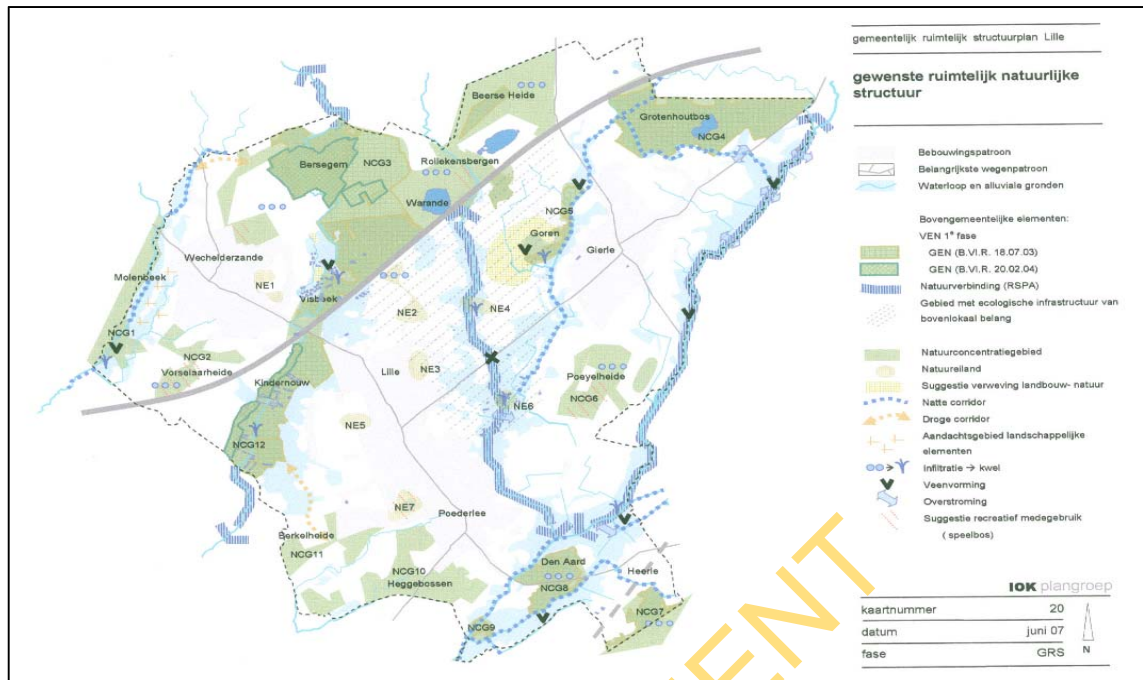 gemeentelijk ruimtelijk structuurplan Lille
gewenste ruimtelijk natuurlijke
structuur
Bebouwingspatroon
Belangrijkste wegenpatroon
Waterloop en alluviale gronden
Bovengemeentelijke elementen:
VEN 1e fase
GEN (B.Vl.R. 18.07.03)
GEN (B.Vl.R. 20.02.04)
Natuurverbinding (RSPA)
Gebied met ecologische infrastructuur van
bovenlokaal belang
Natuurconcentratiegebied
Natuureiland
Suggestie verweving landbouw- natuur
Natte corridor
Droge corridor
Aandachtsgebied landschappelijke
elementen
Infiltratie → kwel
Veenvorming
Overstroming
Suggestie recreatief medegebruik
( speelbos)
IOK plangroep
kaartnummer 20
datum juni 07
fase GRS
N
Beerse Heide
Grotenhoutbos
NCG4
Bersegem
NCG3
Rollekensbergen
Warande
NCG5
Goren
Gierle
Wechelderzande
Molenbeek
NE1
Visbeek
NE2
NE4
NCG1
NCG2
Vorselaarheide
Kindernouw
Lille
NE3
Poeyelheide
NCG6
NE6
NE5
NCG12
NE7
Poederlee
Berkelheide
NCG11
NCG10
Heggebossen
Den Aard
NCG8
Heerle
NCG7
NCG9
ENT